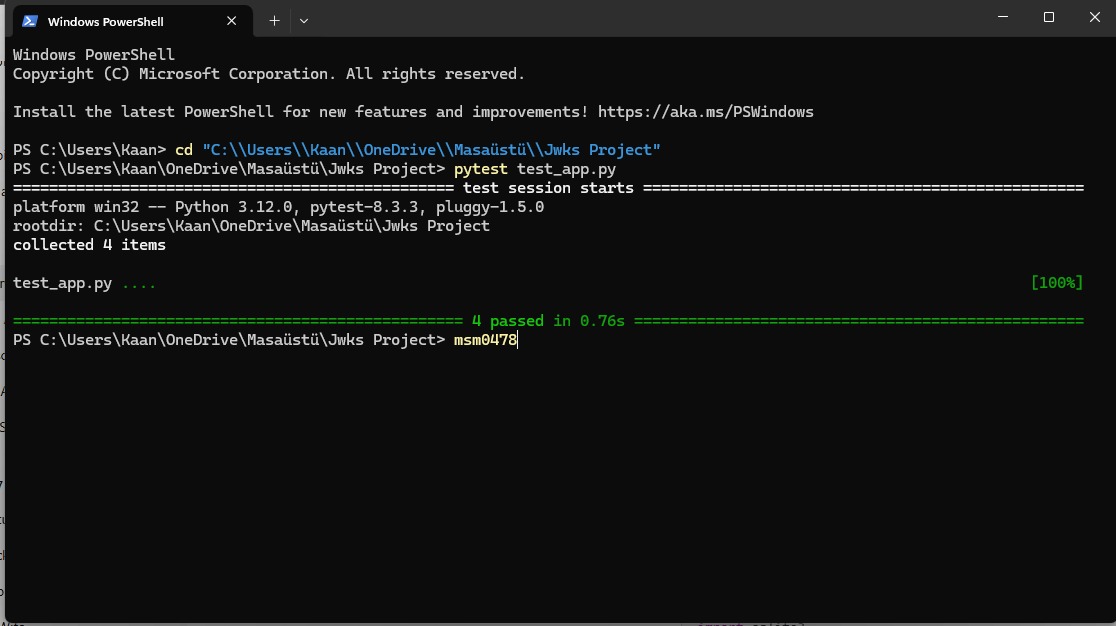 Windows PowerShell
Windows PowerShell
Copyright (C) Microsoft Corporation. All rights reserved.
Install the latest PowerShell for new features and improvements! https://aka.ms/PSWindows
PS C:\Users\Kaan> cd "C:\\Users\\Kaan\\OneDrive\\Masaüstü\\Jwks Project"
PS C:\Users\Kaan\OneDrive\Masaüstü\Jwks Project> pytest test_app.py
================================================= test session starts =================================================
platform win32 -- Python 3.12.0, pytest-8.3.3, pluggy-1.5.0
rootdir: C:\Users\Kaan\OneDrive\Masaüstü\Jwks Project
collected 4 items
test_app.py .... [100%]
================================================== 4 passed in 0.76s ==================================================
PS C:\Users\Kaan\OneDrive\Masaüstü\Jwks Project> msm0478